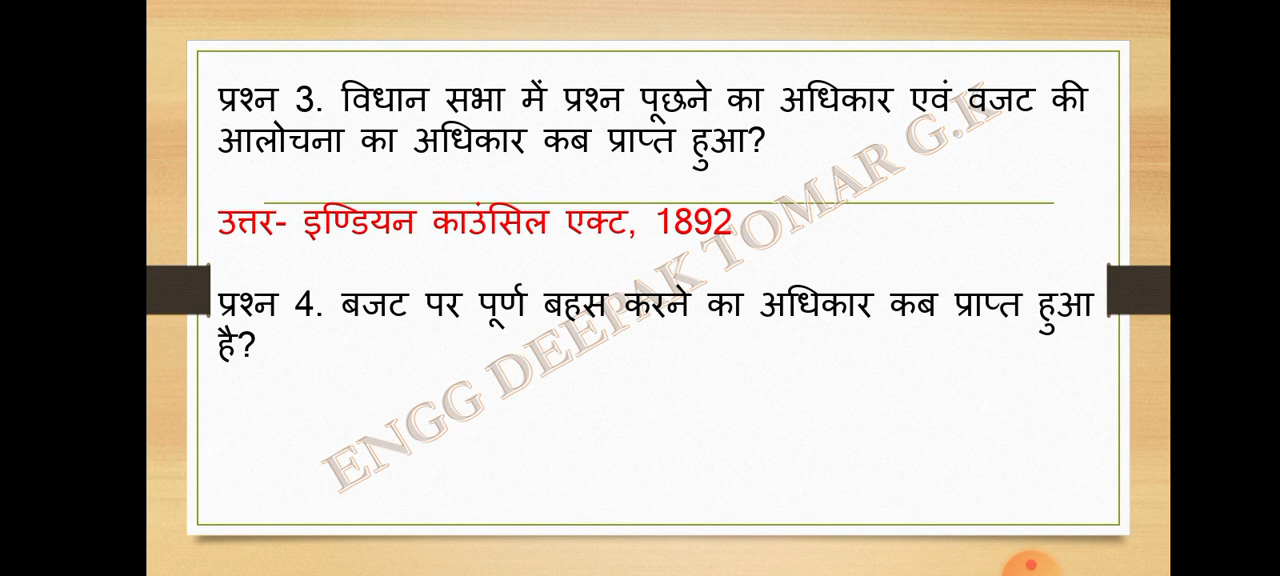 प्रश्न 3. विधान सभा में प्रश्न पूछने का अधिकार एवं वजट की
आलोचना का अधिकार कब प्राप्त हुआ?
उत्तर- इण्डियन काउंसिल एक्ट, 1892
प्रश्न 4. बजट पर पूर्ण बहस करने का अधिकार कब प्राप्त हुआ
है?
ENGG DEEPAK TOMAR G.K